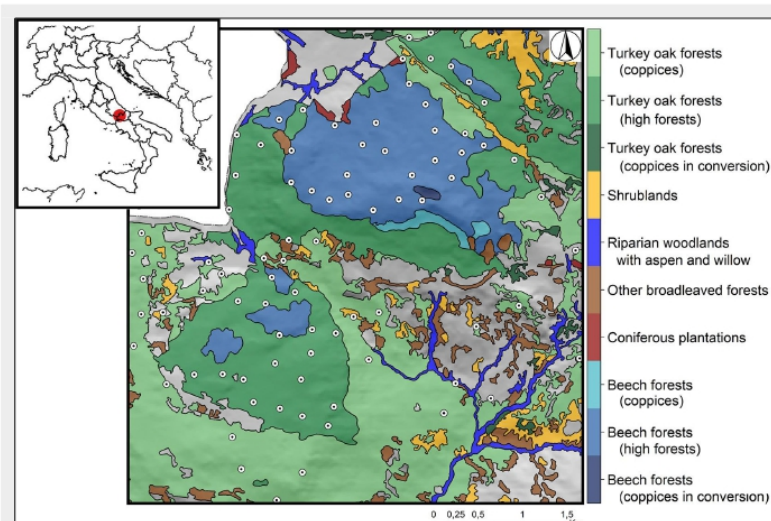 Turkey oak forests
(coppices)
Turkey oak forests
(high forests)
Turkey oak forests
(coppices in conversion)
Shrublands
Riparian woodlands
with aspen and willow
Other broadleaved forests
Coniferous plantations
Beech forests
(coppices)
Beech forests
(high forests)
Beech forests
(coppices in conversion)
0 0,25 0,5 1 1,5